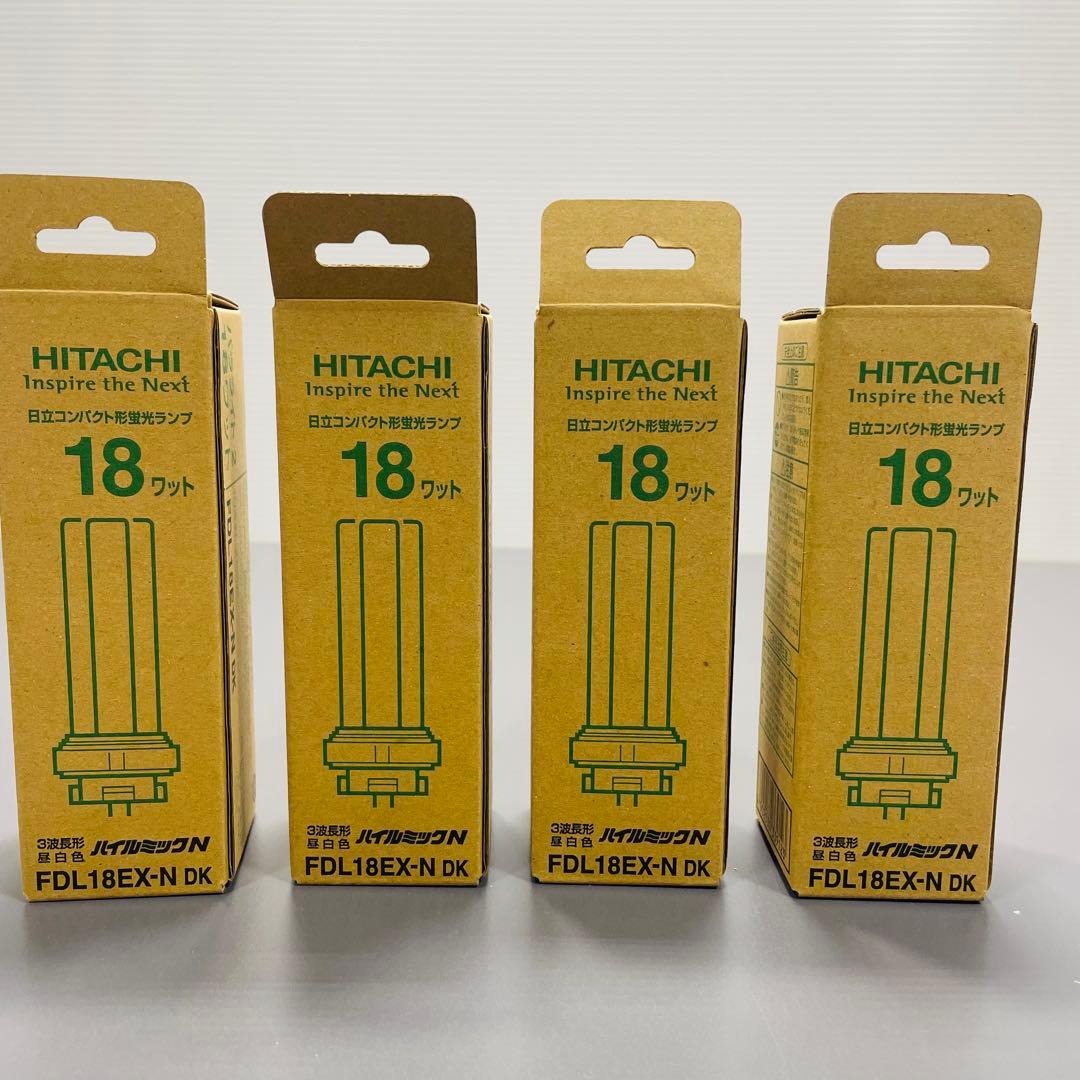 HITACHI
Inspire the Next
日立コンパクト形蛍光ランプ
18ワット
3波長形
昼白色 ハイルミックN
FDL18EX-N DK
FDL18EX-N DK
HITACHI
Inspire the Next
日立コンパクト形蛍光ランプ
18ワット
3波長形
昼白色 ハイルミックN
FDL18EX-N DK
HITACHI
Inspire the Next
日立コンパクト形蛍光ランプ
18ワット
3波長形
昼白色 ハイルミックN
FDL18EX-N DK
警告
注意
HITACHI
Inspire the Next
日立コンパクト形蛍光ランプ
18ワット
3波長形
昼白色 ハイルミックN
FDL18EX-N DK